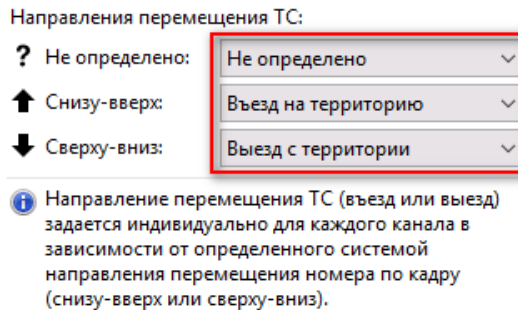 Направления перемещения ТС:
? Не определено: Не определено
Снизу-вверх: Въезд на территорию
Сверху-вниз: Выезд с территории
Направление перемещения ТС (въезд или выезд)
задается индивидуально для каждого канала в
зависимости от определенного системой
направления перемещения номера по кадру
(снизу-вверх или сверху-вниз).